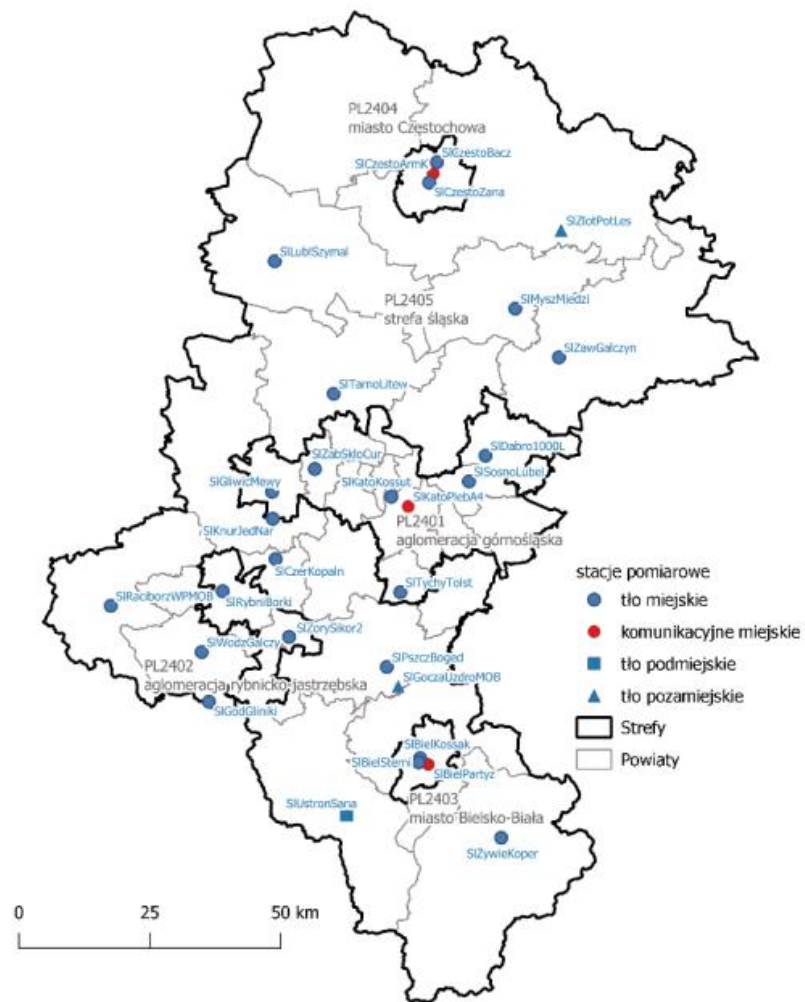 PL2404
miasto Częstochowa
SlCzestoBacz
SlCzestoArmK
SlCzestoZana
SlZlotPotLes
SlLublSzymal
PL2405
strefa śląska
SlMyszMiedzi
SlZawGalczyn
SlTarnoLitew
SlDabro1000L
SlZabSkloCur
SlSosnoLubel
SlGliwicMewy
SlKatoKossut
SlKatoPlebA4
PL2401
aglomeracja górnośląska
SlKnurJedNar
SlCzerKopaln
SlTychyTolst
SlRaciborzWPMOB
SlRybniBorki
SlZorySikor2
SlWodzGalczy
PL2402
aglomeracja rybnicko-jastrzębska
SlPszczBoged
SlGoczaUzdroMOB
SlGodGliniki
SlBielKossak
SlBielSterni
SlBielPartyz
PL2403
miasto Bielsko-Biała
SlUstronSana
SlZywieKoper
stacje pomiarowe
tło miejskie
komunikacyjne miejskie
tło podmiejskie
tło pozamiejskie
Strefy
Powiaty
0 25 50 km